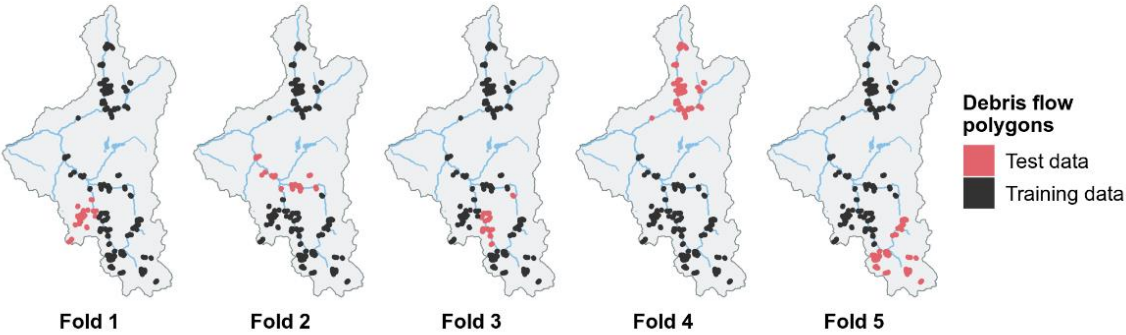 Debris flow
polygons
Test data
Training data
Fold 1
Fold 2
Fold 3
Fold 4
Fold 5